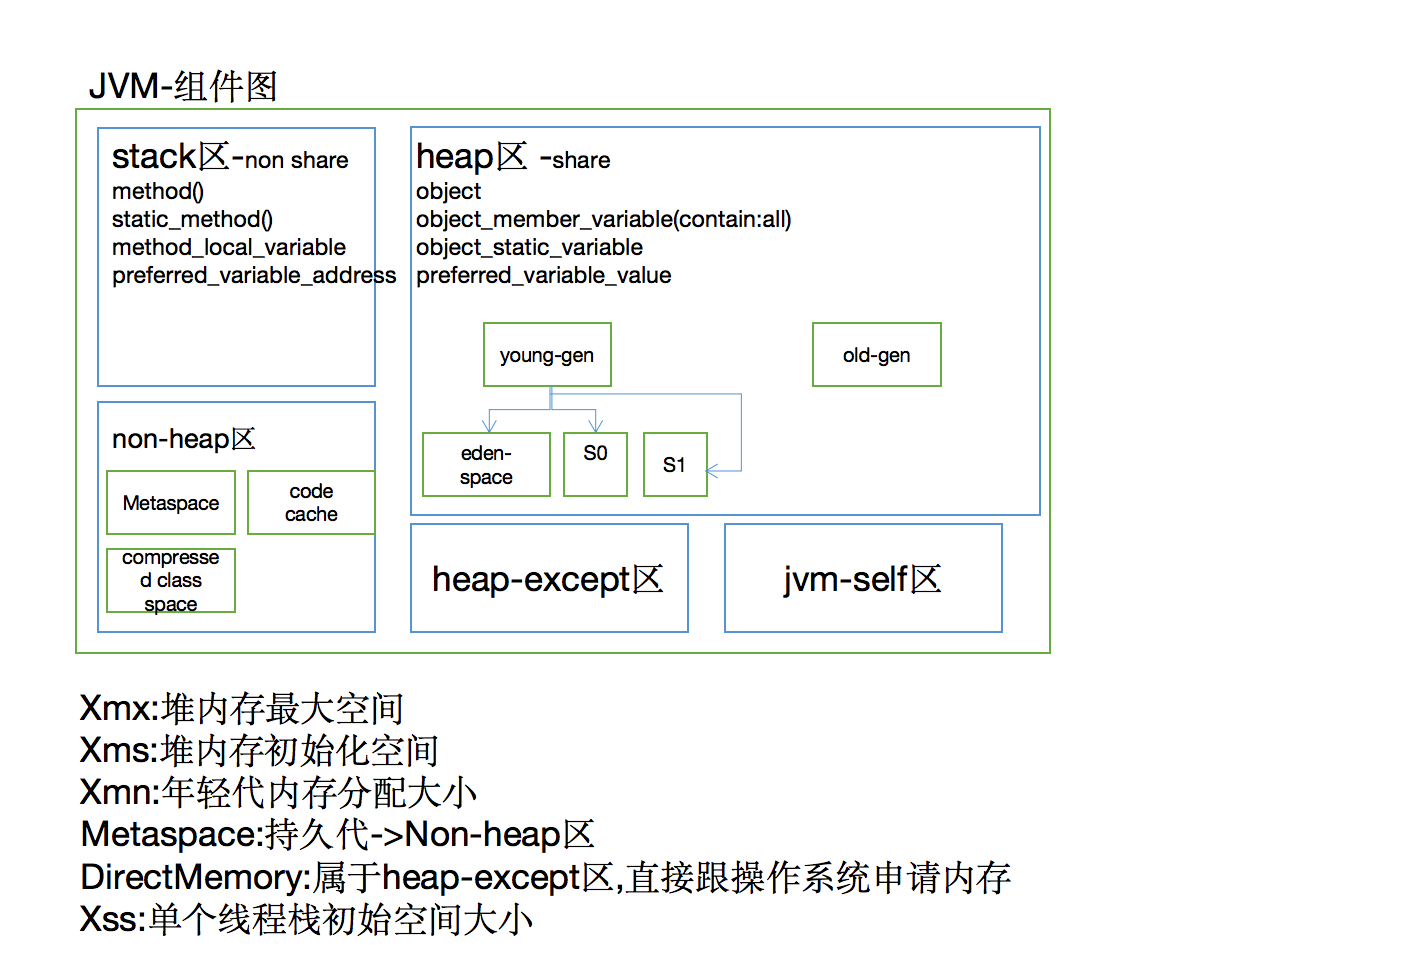 JVM-组件图
stack区-non share
method()
static_method()
method_local_variable
preferred_variable_address
heap区 -share
object
object_member_variable(contain:all)
object_static_variable
preferred_variable_value
young-gen
old-gen
eden-
space
S0
S1
non-heap区
Metaspace
code
cache
compresse
d class
space
heap-except区
jvm-self区
Xmx:堆内存最大空间
Xms:堆内存初始化空间
Xmn:年轻代内存分配大小
Metaspace:持久代->Non-heap区
DirectMemory:属于heap-except区,直接跟操作系统申请内存
Xss:单个线程栈初始空间大小